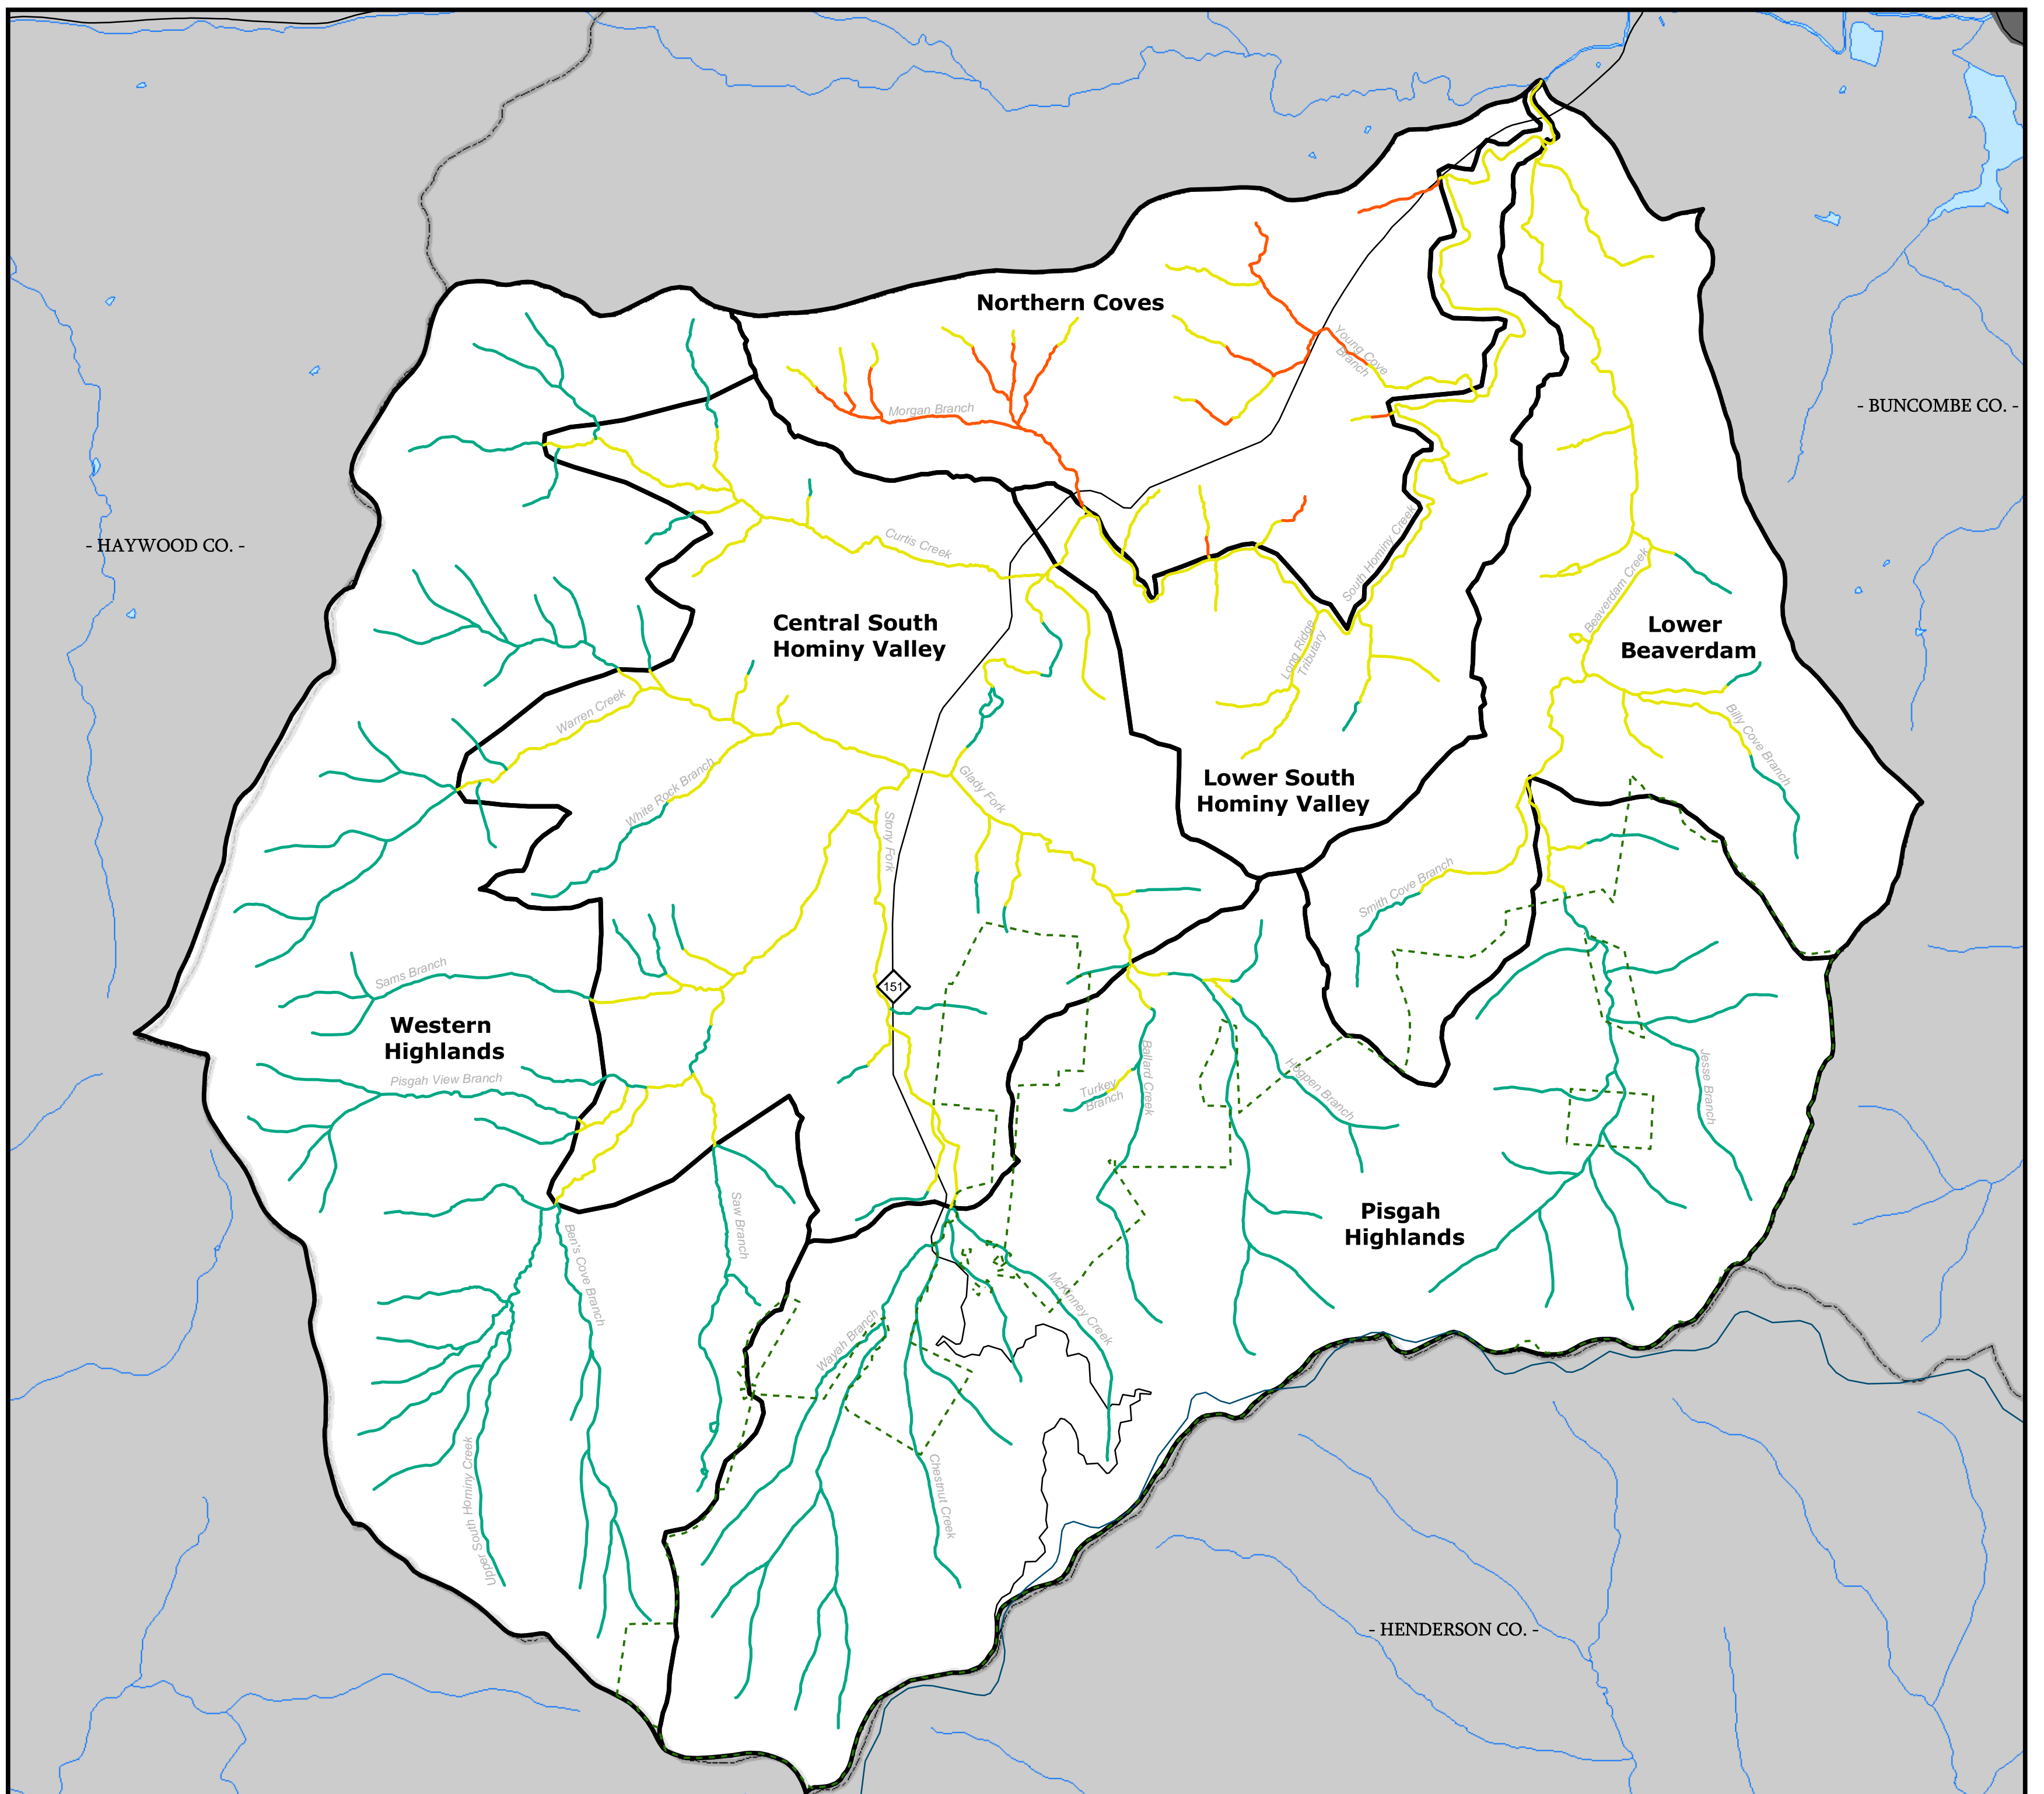 Northern Coves
Young Cove
Branch
- BUNCOMBE CO. -
Morgan Branch
- HAYWOOD CO. -
Curtis Creek
South Hominy Creek
Beaverdam Creek
Central South
Hominy Valley
Long Ridge
Tributary
Lower
Beaverdam
Warren Creek
Billy Cove Branch
White Rock Branch
Glady Fork
Lower South
Hominy Valley
Stony Fork
Smith Cove Branch
Sams Branch
151
Western
Highlands
Pisgah View Branch
Ballard Creek
Turkey
Branch
Hogpen Branch
Jesse Branch
Pisgah
Highlands
Saw Branch
Ben's Cove Branch
McKinney Creek
Wayah Branch
Chestnut Creek
Upper South Hominy Creek
- HENDERSON CO. -